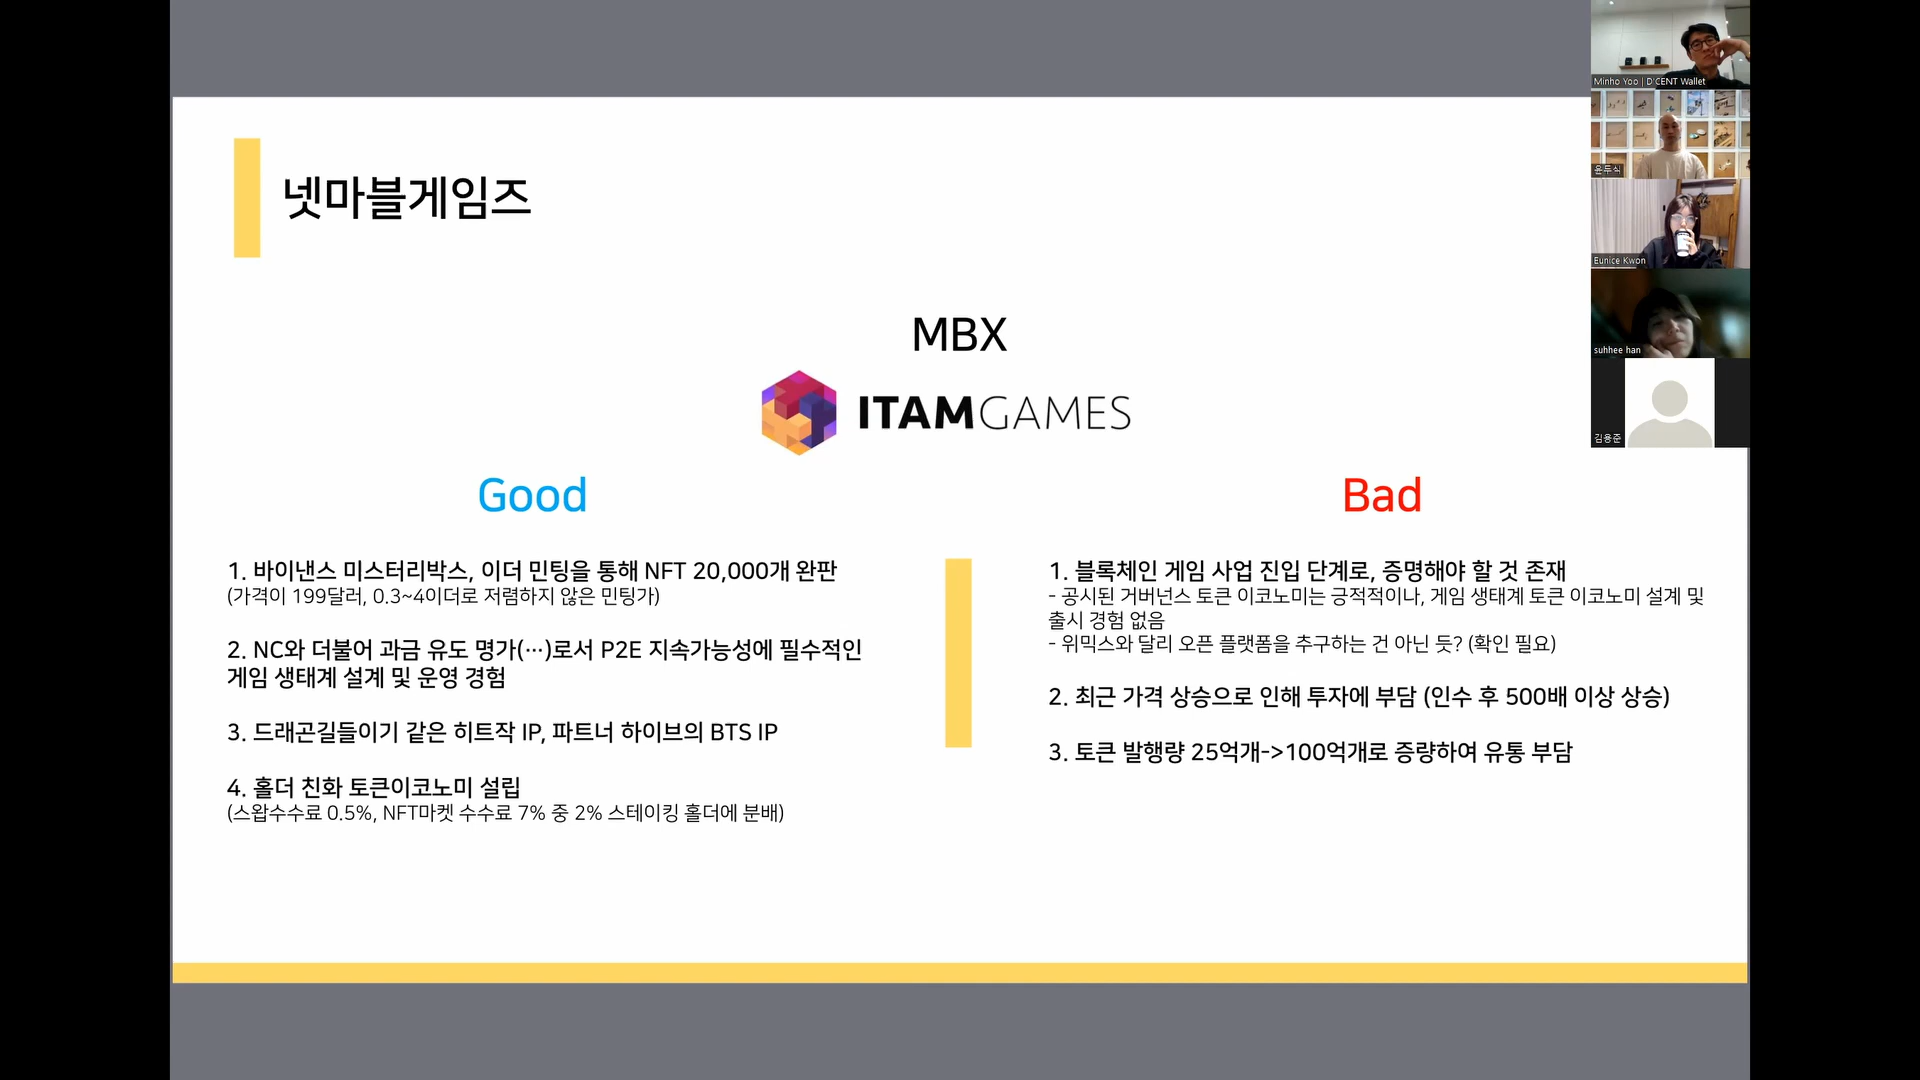 넷마블게임즈
MBX
ITAMGAMES
Good
1. 바이낸스 미스터리박스, 이더 민팅을 통해 NFT 20,000개 완판
(가격이 199달러, 0.3~4이더로 저렴하지 않은 민팅가)
2. NC와 더불어 과금 유도 명가(…)로서 P2E 지속가능성에 필수적인
게임 생태계 설계 및 운영 경험
3. 드래곤길들이기 같은 히트작 IP, 파트너 하이브의 BTS IP
4. 홀더 친화 토큰이코노미 설립
(스왑수수료 0.5%, NFT마켓 수수료 7% 중 2% 스테이킹 홀더에 분배)
Bad
1. 블록체인 게임 사업 진입 단계로, 증명해야 할 것 존재
- 공시된 거버넌스 토큰 이코노미는 긍적적이나, 게임 생태계 토큰 이코노미 설계 및
출시 경험 없음
- 위믹스와 달리 오픈 플랫폼을 추구하는 건 아닌 듯? (확인 필요)
2. 최근 가격 상승으로 인해 투자에 부담 (인수 후 500배 이상 상승)
3. 토큰 발행량 25억개->100억개로 증량하여 유통 부담
Minho Yoo | D'CENT Wallet
윤두식
Eunice Kwon
suhhee han
김용준